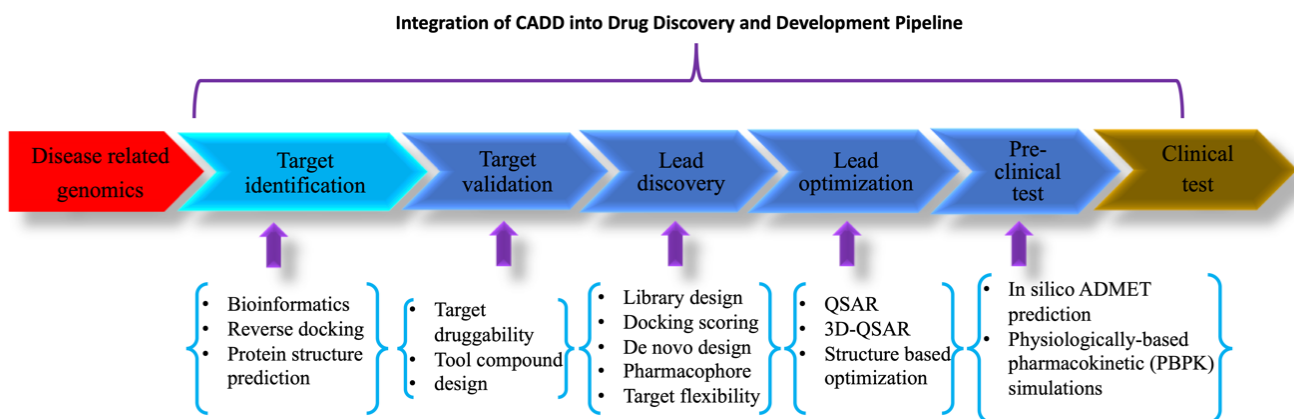 Integration of CADD into Drug Discovery and Development Pipeline
Disease related
genomics
Target
identification
Target
validation
Lead
discovery
Lead
optimization
Pre-
clinical
test
Clinical
test
• Bioinformatics
• Reverse docking
• Protein structure
prediction
• Target
druggability
• Tool compound
• design
• Library design
• Docking scoring
• De novo design
• Pharmacophore
• Target flexibility
• QSAR
• 3D-QSAR
• Structure based
optimization
• In silico ADMET
prediction
• Physiologically-based
pharmacokinetic (PBPK)
simulations